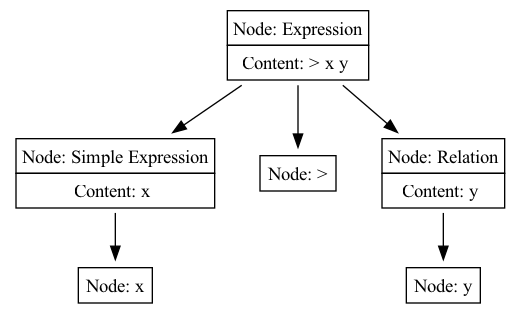 Node: Expression
Content: > x y
Node: Simple Expression
Content: x
Node: >
Node: Relation
Content: y
Node: x
Node: y